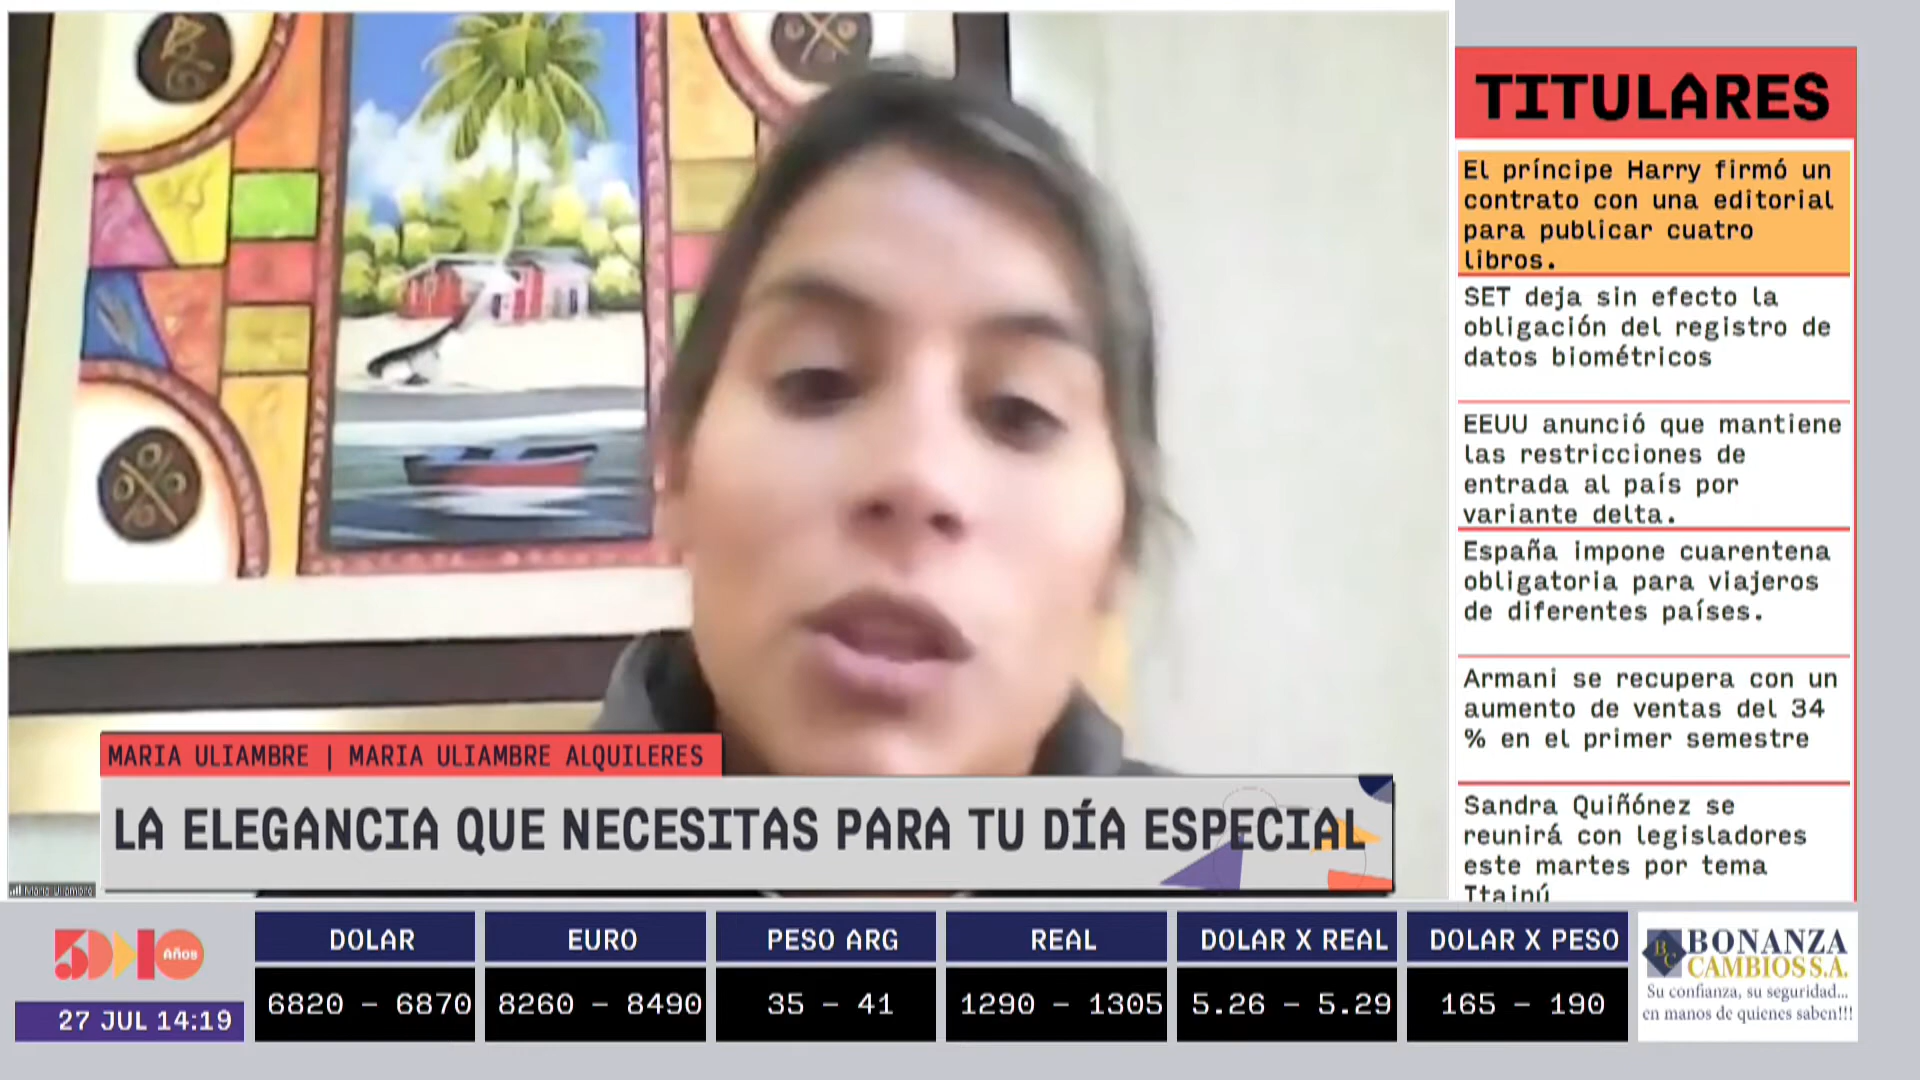 TITULARES
El príncipe Harry firmó un
contrato con una editorial
para publicar cuatro
libros.
SET deja sin efecto la
obligación del registro de
datos biométricos
EEUU anunció que mantiene
las restricciones de
entrada al país por
variante delta.
España impone cuarentena
obligatoria para viajeros
de diferentes países.
Armani se recupera con un
aumento de ventas del 34
% en el primer semestre
Sandra Quiñónez se
reunirá con legisladores
este martes por tema
Itaipú
MARIA ULIAMBRE | MARIA ULIAMBRE ALQUILERES
LA ELEGANCIA QUE NECESITAS PARA TU DÍA ESPECIAL
Maria Uliambre
Años
27 JUL 14:19
DOLAR
6820 - 6870
EURO
8260 - 8490
PESO ARG
35 - 41
REAL
1290 - 1305
DOLAR X REAL
5.26 - 5.29
DOLAR X PESO
165 - 190
BC
BONANZA
CAMBIOS S.A.
Su confianza, su seguridad...
en manos de quienes saben!!!